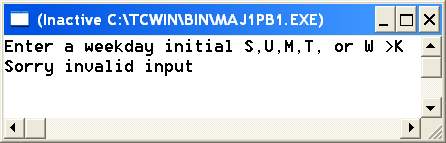 (Inactive C:\TCWIN\BIN\MAJ1PB1.EXE)
Enter a weekday initial S,U,M,T, or W >K
Sorry invalid input